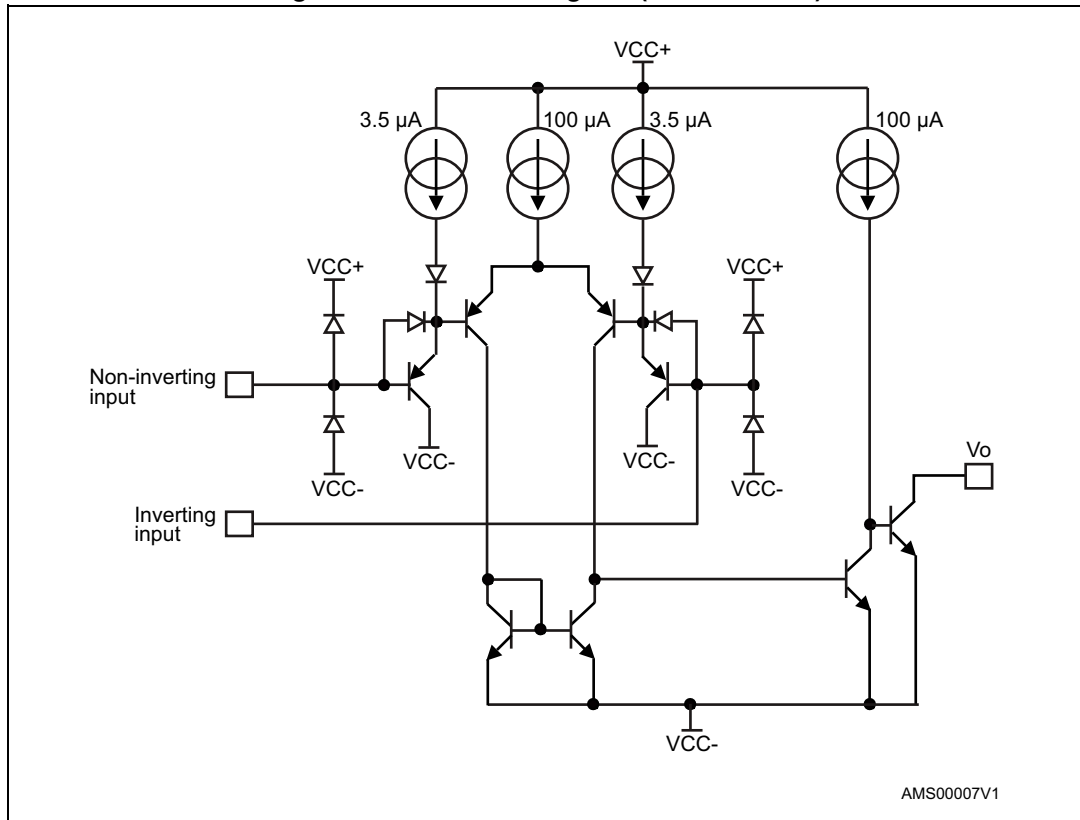 VCC+
3.5 µA
100 µA
3.5 µA
100 µA
VCC+
VCC+
Non-inverting
input
VCC-
VCC-
VCC-
VCC-
Vo
Inverting
input
VCC-
AMS00007V1